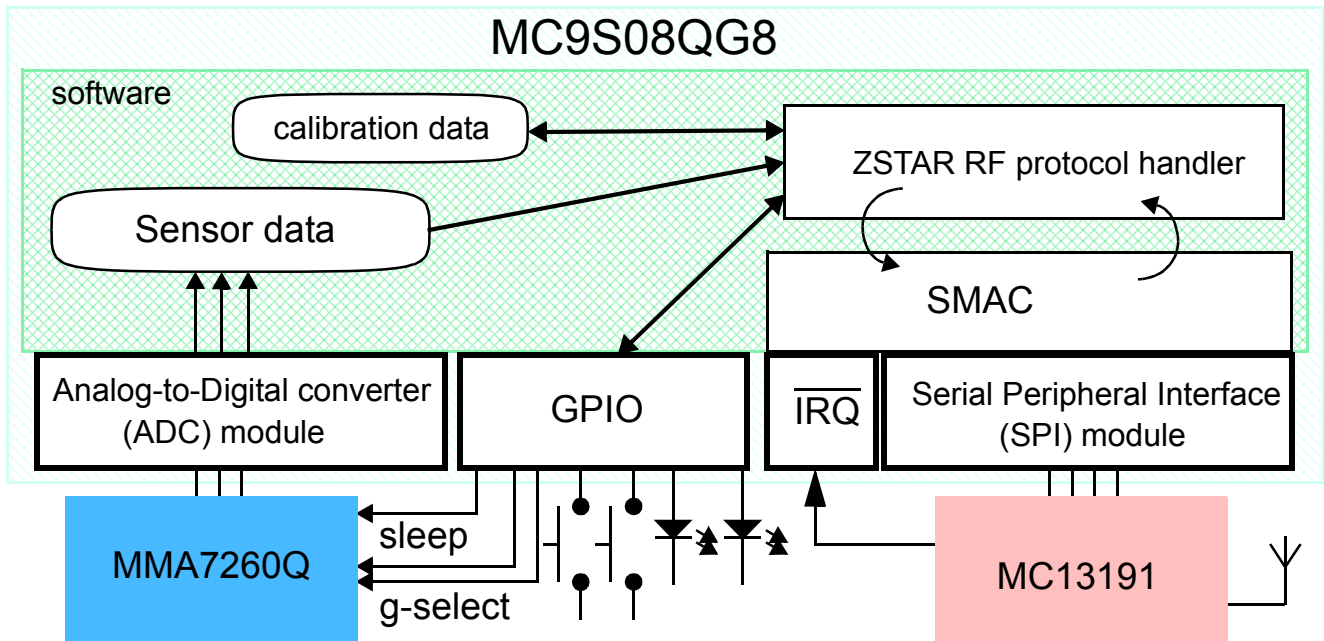 MC9S08QG8
software
calibration data
ZSTAR RF protocol handler
Sensor data
SMAC
Analog-to-Digital converter
(ADC) module
GPIO
IRQ
Serial Peripheral Interface
(SPI) module
sleep
MMA7260Q
g-select
MC13191